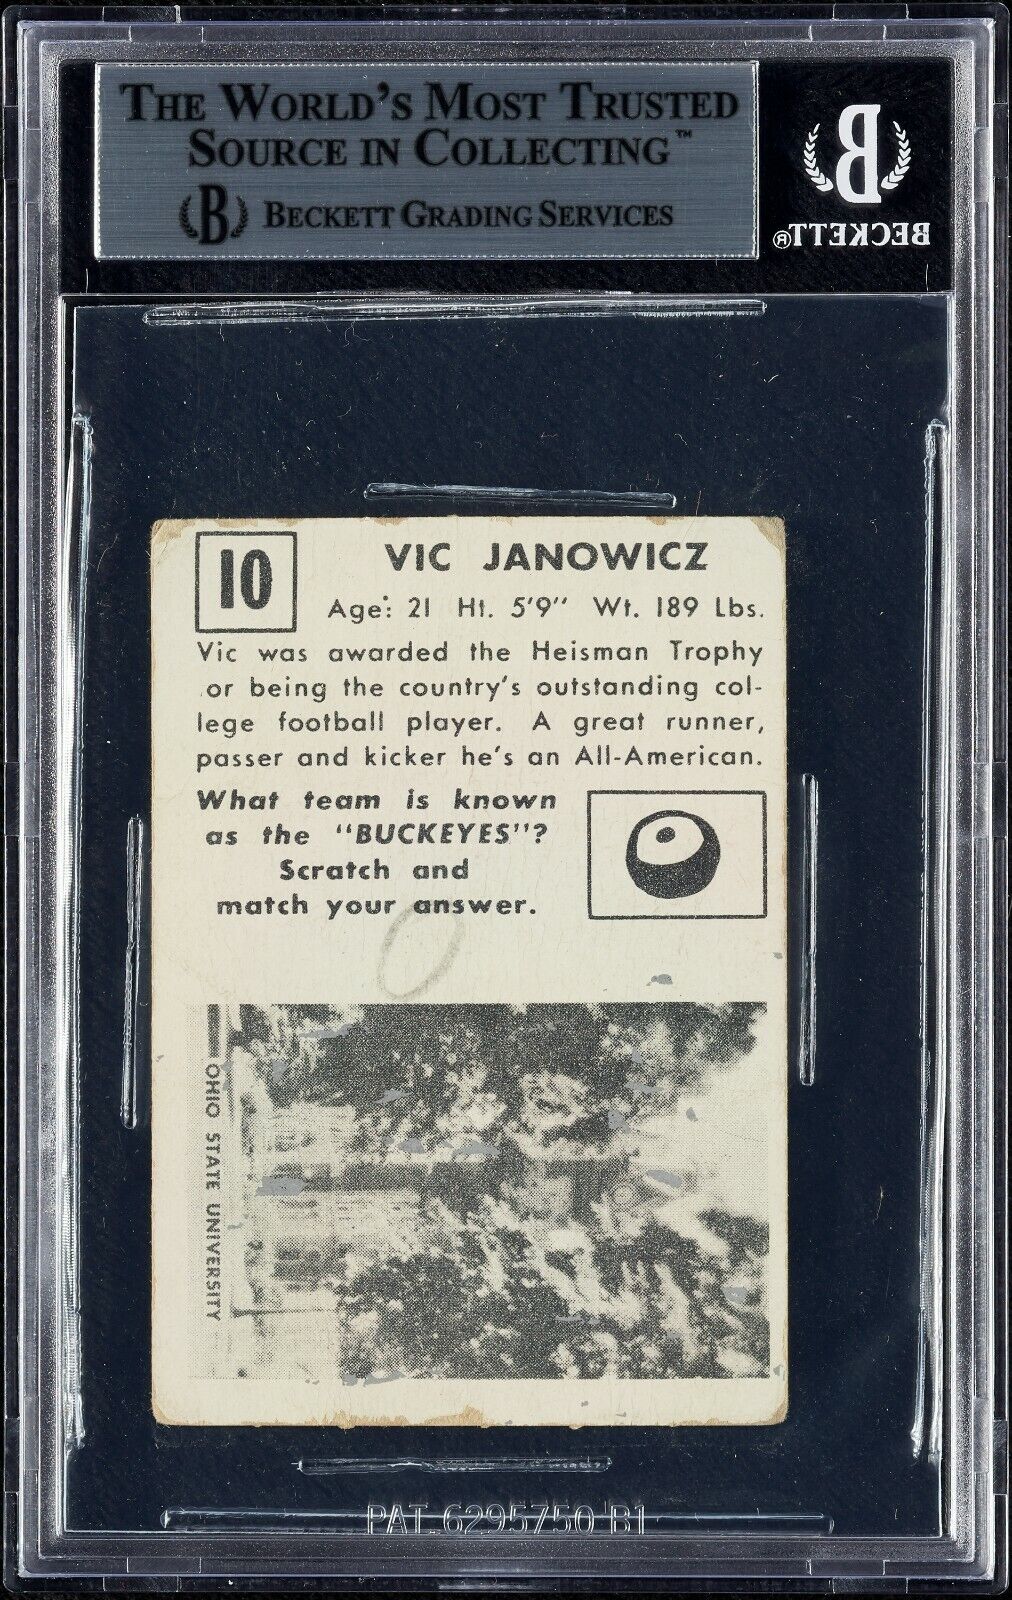 THE WORLD'S MOST TRUSTED
SOURCE IN COLLECTING™
B BECKETT GRADING SERVICES
B
BECKETT®
10
VIC JANOWICZ
Age: 21 Ht. 5'9" Wt. 189 Lbs.
Vic was awarded the Heisman Trophy
or being the country's outstanding col-
lege football player. A great runner,
passer and kicker he's an All-American.
What team is known
as the "BUCKEYES"?
Scratch and
match your answer.
OHIO STATE UNIVERSITY
PAT. 6295750 B1